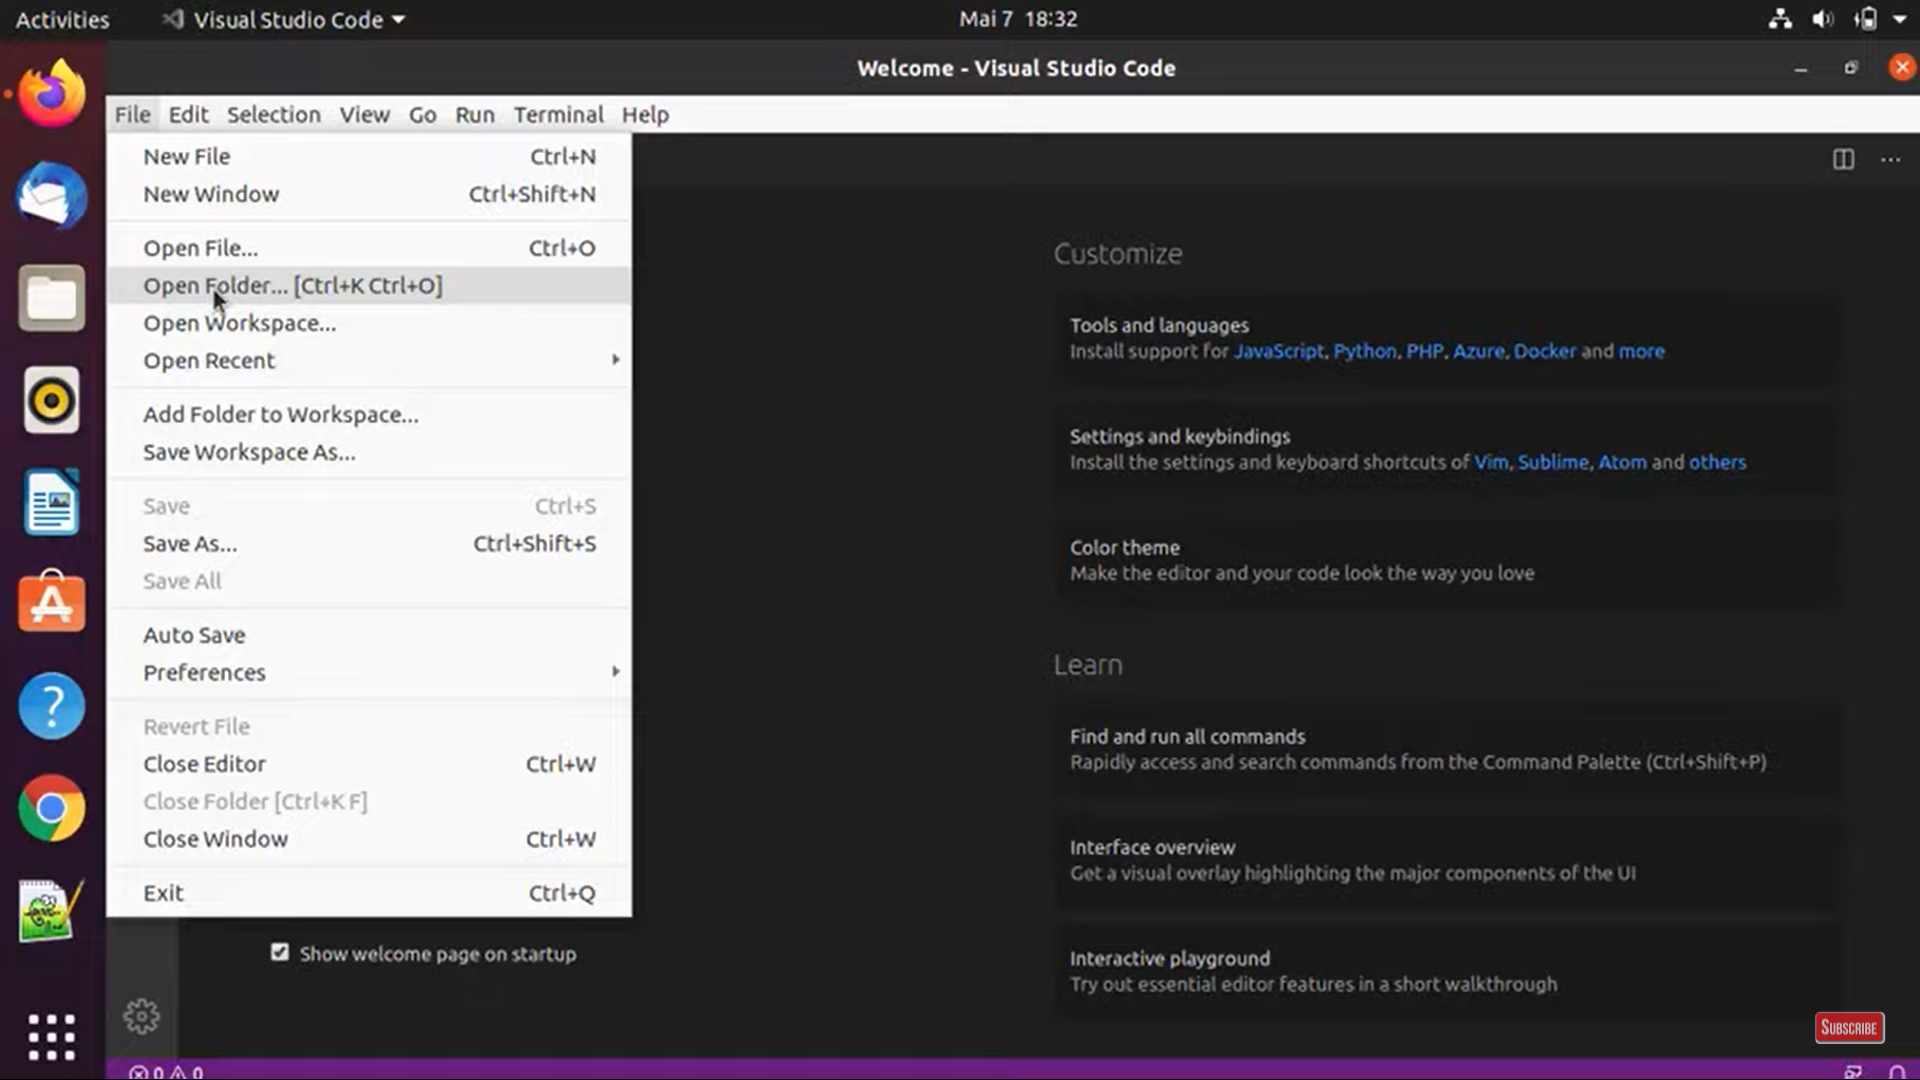 Activities
Visual Studio Code
Mai 7 18:32
Welcome - Visual Studio Code
File Edit Selection View Go Run Terminal Help
New File Ctrl+N
New Window Ctrl+Shift+N
Open File... Ctrl+O
Open Folder... [Ctrl+K Ctrl+O]
Open Workspace...
Open Recent
Add Folder to Workspace...
Save Workspace As...
Save Ctrl+S
Save As... Ctrl+Shift+S
Save All
Auto Save
Preferences
Revert File
Close Editor Ctrl+W
Close Folder [Ctrl+K F]
Close Window Ctrl+W
Exit Ctrl+Q
Show welcome page on startup
Customize
Tools and languages
Install support for JavaScript, Python, PHP, Azure, Docker and more
Settings and keybindings
Install the settings and keyboard shortcuts of Vim, Sublime, Atom and others
Color theme
Make the editor and your code look the way you love
Learn
Find and run all commands
Rapidly access and search commands from the Command Palette (Ctrl+Shift+P)
Interface overview
Get a visual overlay highlighting the major components of the UI
Interactive playground
Try out essential editor features in a short walkthrough
SUBSCRIBE
0 0